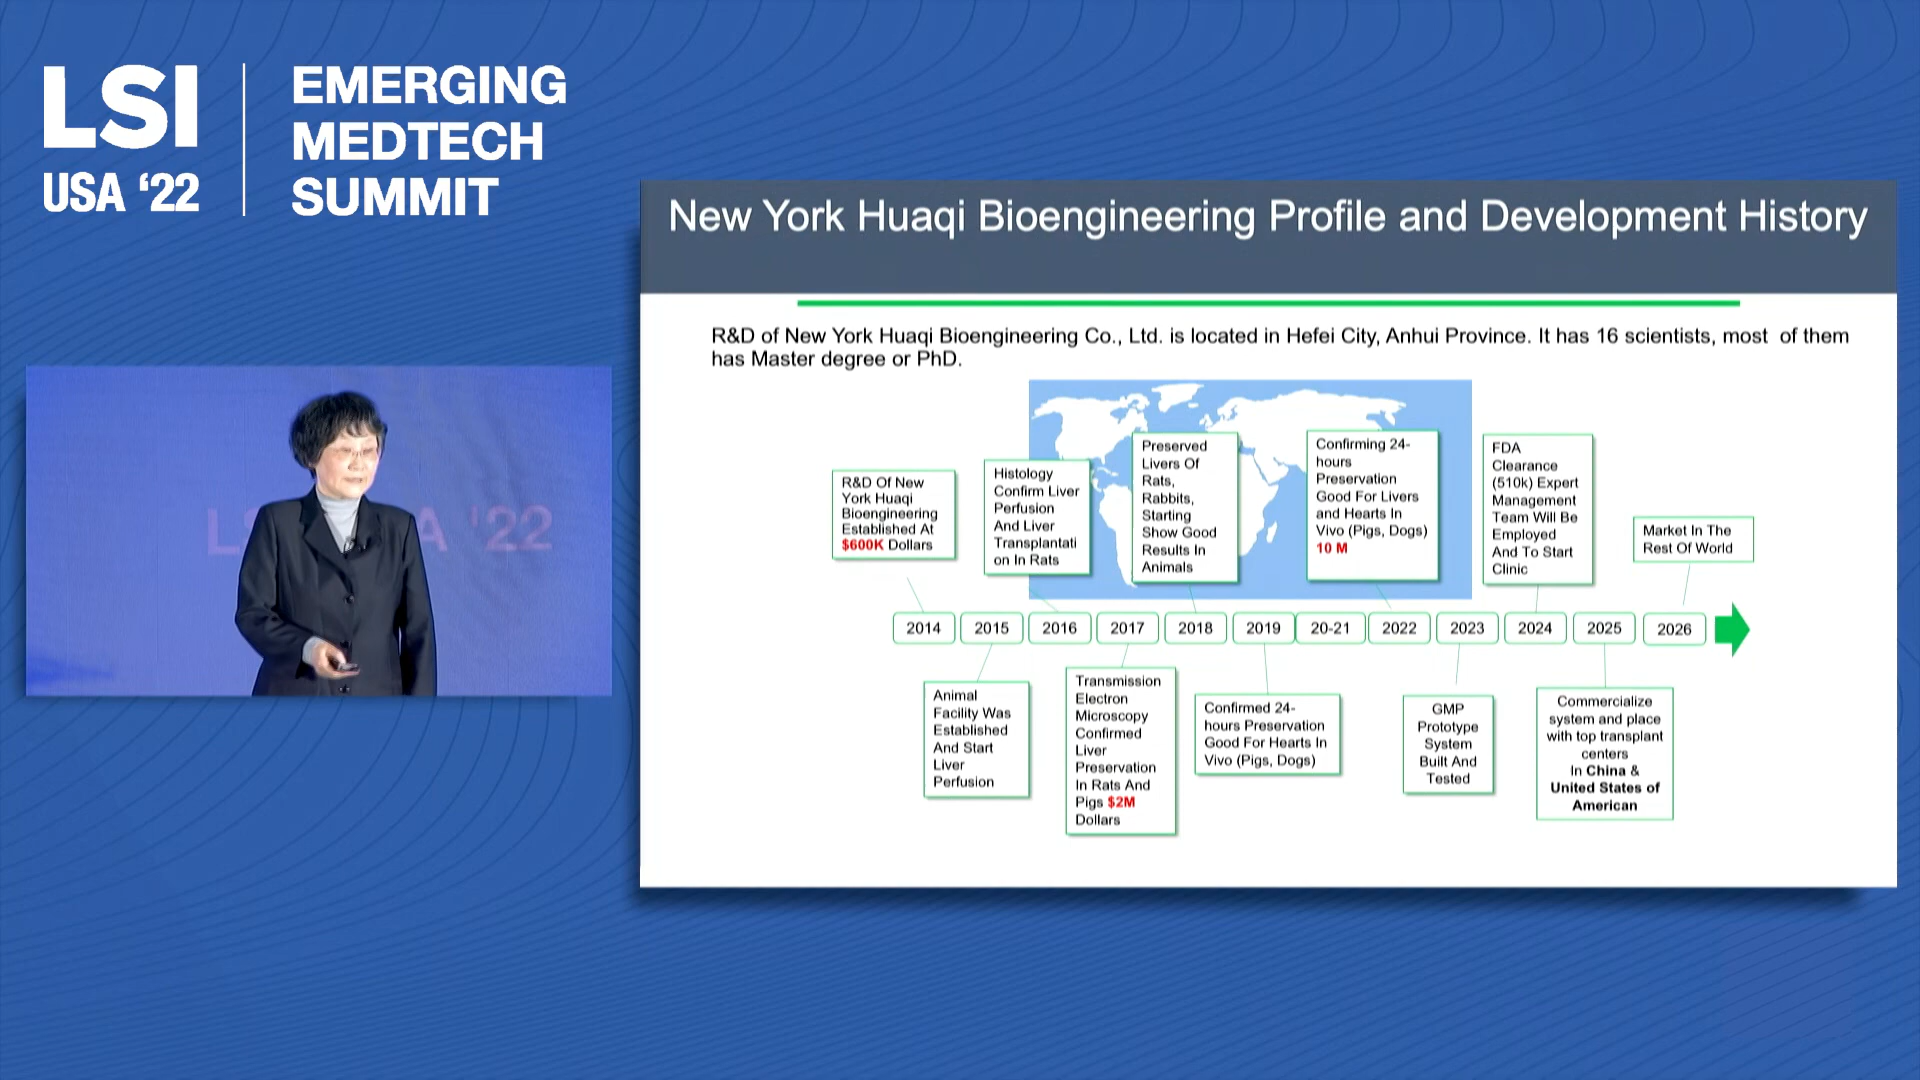 LSI
USA ‘22
EMERGING
MEDTECH
SUMMIT
New York Huaqi Bioengineering Profile and Development History
R&D of New York Huaqi Bioengineering Co., Ltd. is located in Hefei City, Anhui Province. It has 16 scientists, most of them
has Master degree or PhD.
R&D Of New
York Huaqi
Bioengineering
Established At
$600K Dollars
Histology
Confirm Liver
Perfusion
And Liver
Transplantati
on In Rats
Preserved
Livers Of
Rats,
Rabbits,
Starting
Show Good
Results In
Animals
Confirming 24-
hours
Preservation
Good For Livers
and Hearts In
Vivo (Pigs, Dogs)
10 M
FDA
Clearance
(510k) Expert
Management
Team Will Be
Employed
And To Start
Clinic
Market In The
Rest Of World
2014 2015 2016 2017 2018 2019 20-21 2022 2023 2024 2025 2026
Animal
Facility Was
Established
And Start
Liver
Perfusion
Transmission
Electron
Microscopy
Confirmed
Liver
Preservation
In Rats And
Pigs $2M
Dollars
Confirmed 24-
hours Preservation
Good For Hearts In
Vivo (Pigs, Dogs)
GMP
Prototype
System
Built And
Tested
Commercialize
system and place
with top transplant
centers
In China &
United States of
American